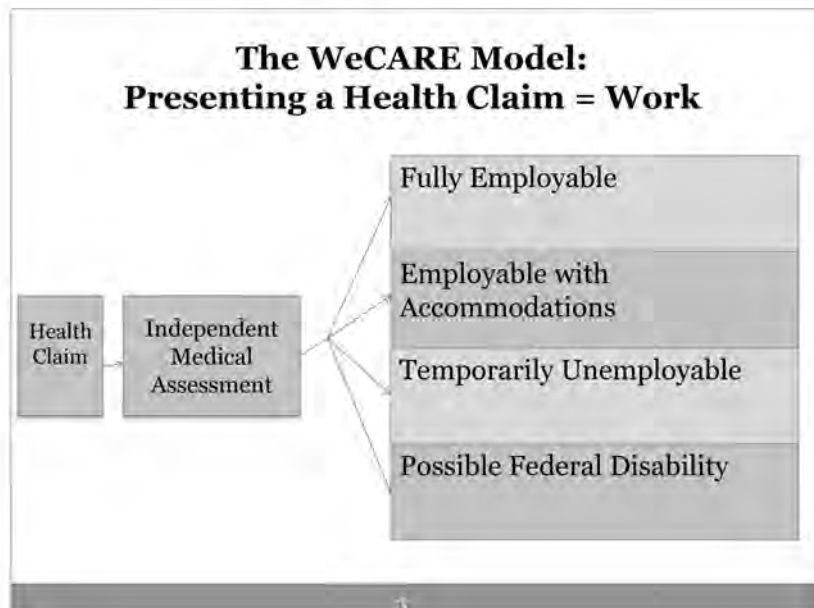 The WeCARE Model:
Presenting a Health Claim = Work
Health
Claim
Independent
Medical
Assessment
Fully Employable
Employable with
Accommodations
Temporarily Unemployable
Possible Federal Disability